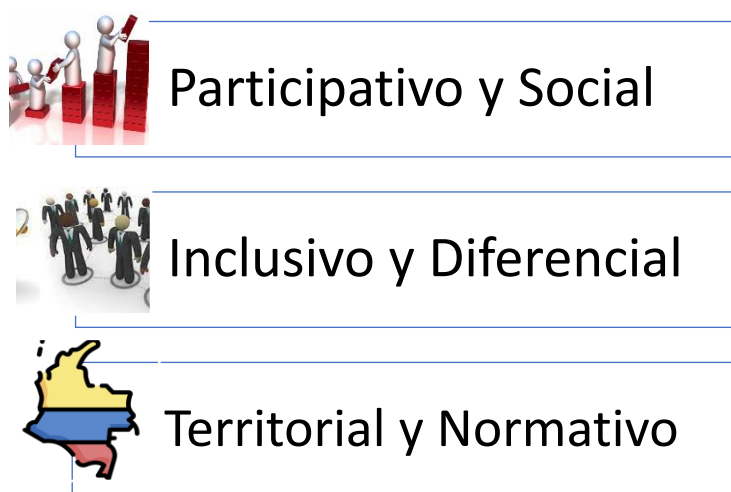 Participativo y Social
Inclusivo y Diferencial
Territorial y Normativo